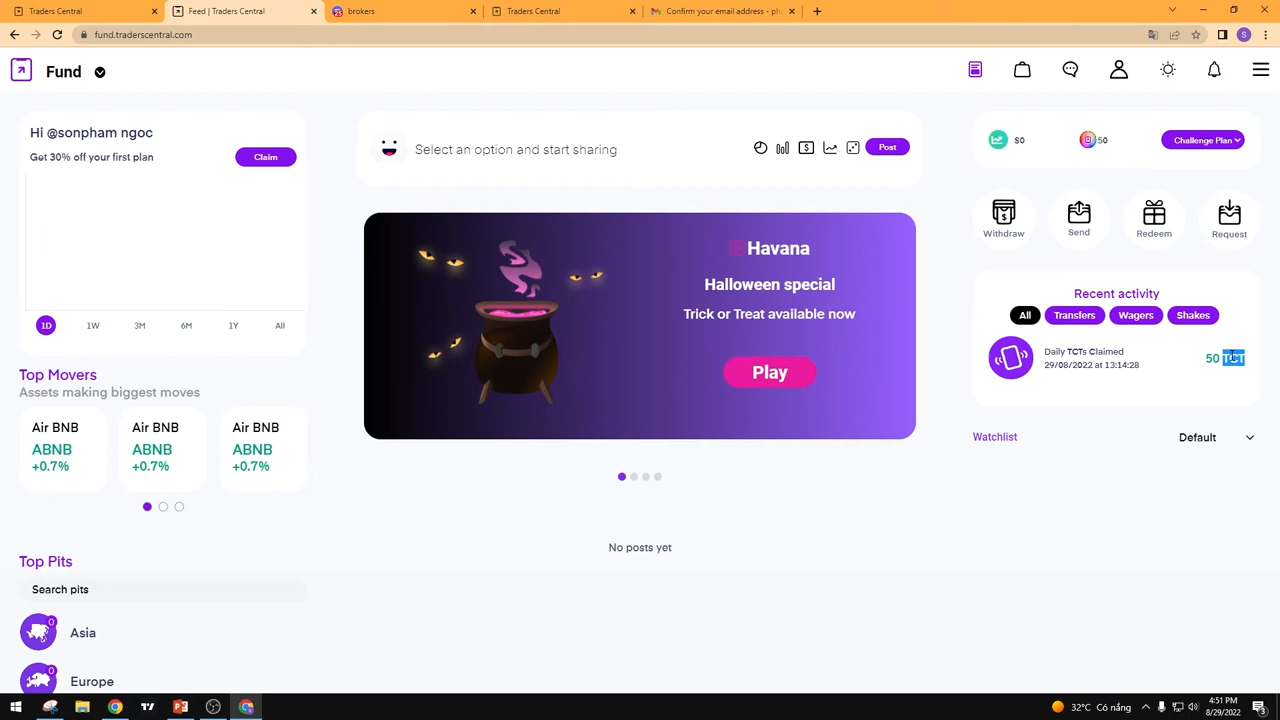 Traders Central
Feed | Traders Central
brokers
Traders Central
Confirm your email address - ph
fund.traderscentral.com
S
Fund
Hi @sonpham ngoc
Get 30% off your first plan
Claim
1D
1W
3M
6M
1Y
All
Top Movers
Assets making biggest moves
Air BNB
ABNB
+0.7%
Air BNB
ABNB
+0.7%
Air BNB
ABNB
+0.7%
Top Pits
Search pits
0
Asia
0
Europe
Select an option and start sharing
Post
Havana
Halloween special
Trick or Treat available now
Play
No posts yet
$0
50
Challenge Plan
Withdraw
Send
Redeem
Request
Recent activity
All
Transfers
Wagers
Shakes
Daily TCTs Claimed
29/08/2022 at 13:14:28
50 TCT
Watchlist
Default
32°C Có nắng
4:51 PM
8/29/2022